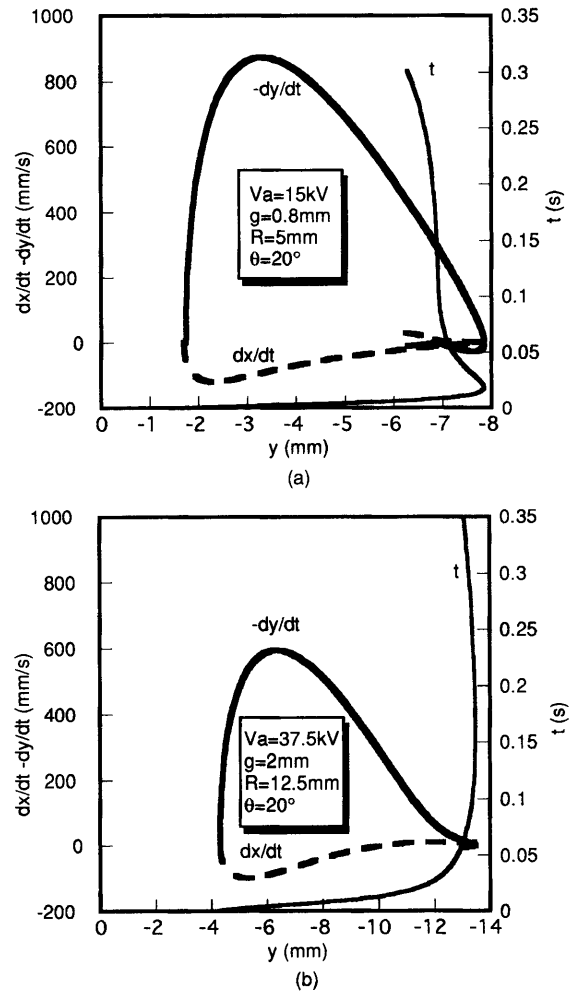 1000
800
600
400
200
0
-200
dx/dt -dy/dt (mm/s)
-dy/dt
t
Va=15kV
g=0.8mm
R=5mm
θ=20°
dx/dt
0.35
0.3
0.25
0.2
0.15
0.1
0.05
0
t (s)
0 -1 -2 -3 -4 -5 -6 -7 -8
y (mm)
(a)
1000
800
600
400
200
0
-200
dx/dt -dy/dt (mm/s)
t
-dy/dt
Va=37.5kV
g=2mm
R=12.5mm
θ=20°
dx/dt
0.35
0.3
0.25
0.2
0.15
0.1
0.05
0
t (s)
0 -2 -4 -6 -8 -10 -12 -14
y (mm)
(b)